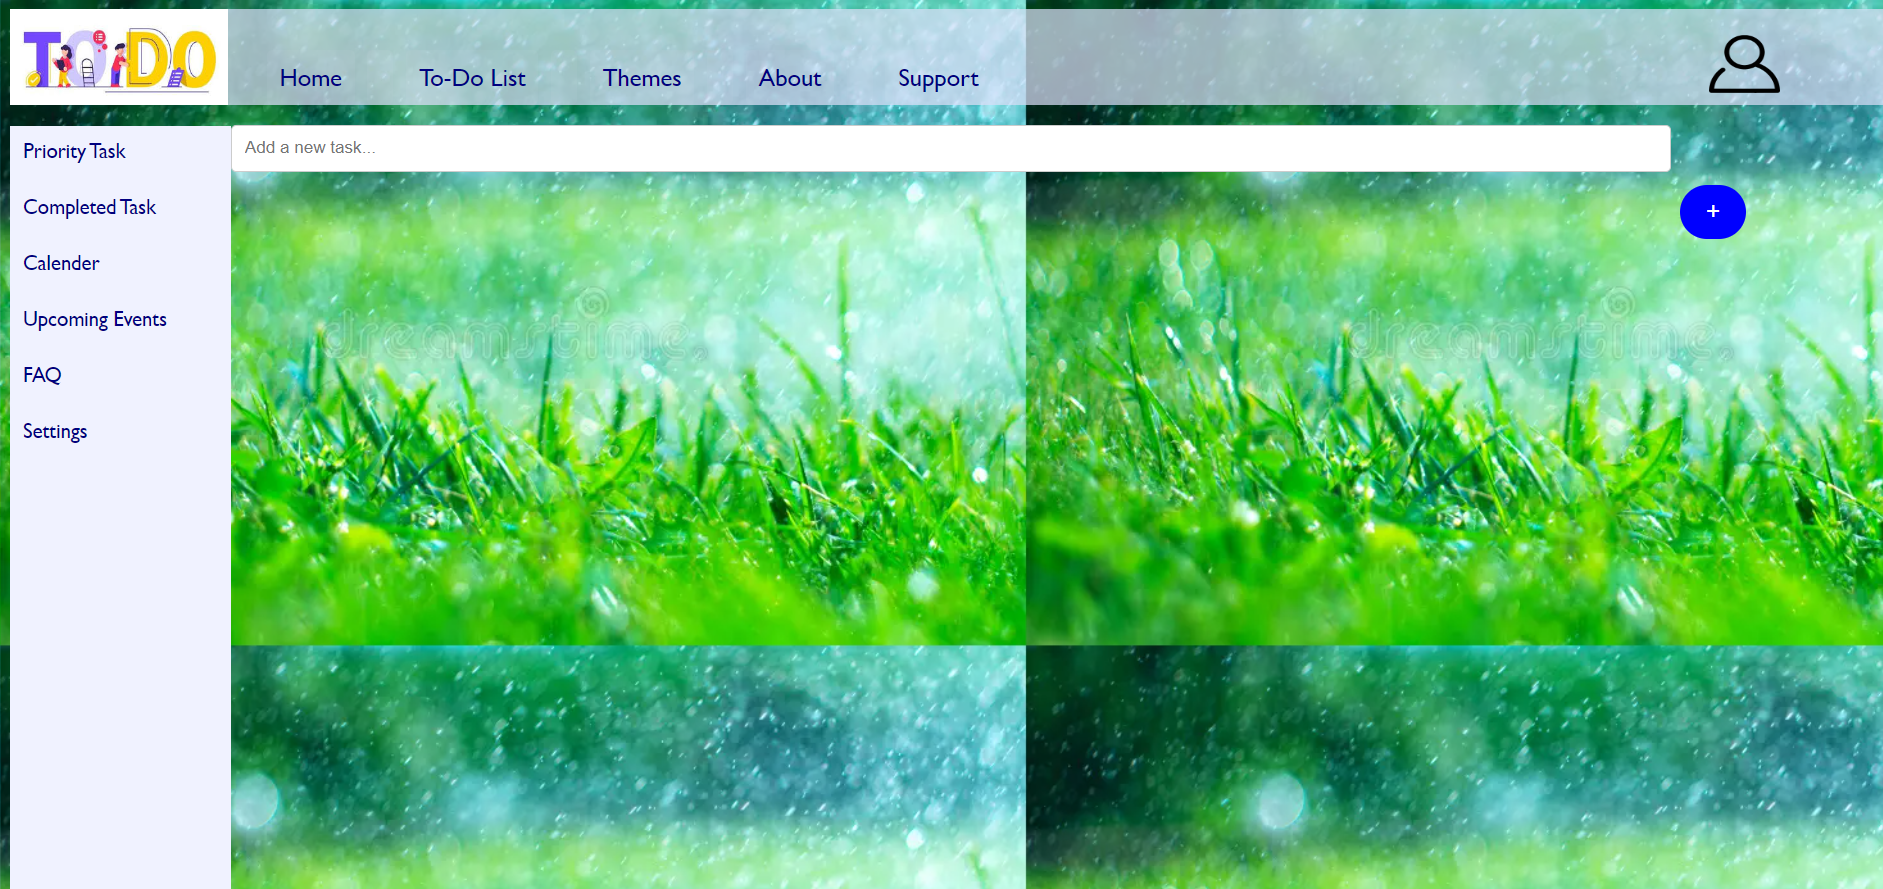 TODO
Home To-Do List Themes About Support
Priority Task
Add a new task...
Completed Task
+
Calender
Upcoming Events
dreamstime. dreamstime.
FAQ
Settings